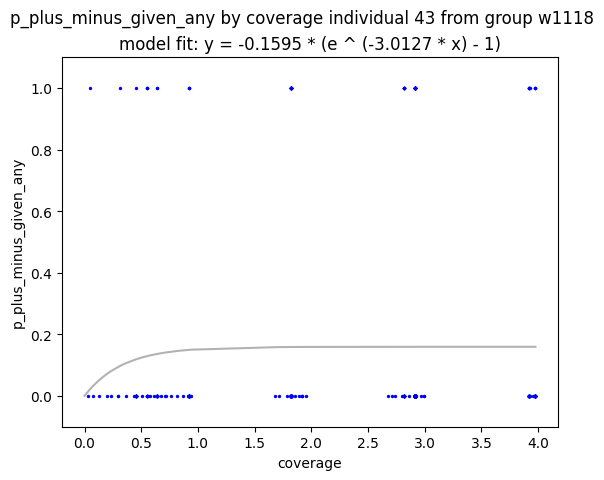 p_plus_minus_given_any by coverage individual 43 from group w1118
model fit: y = -0.1595 * (e ^ (-3.0127 * x) - 1)
1.0
0.8
0.6
0.4
0.2
0.0
p_plus_minus_given_any
0.0 0.5 1.0 1.5 2.0 2.5 3.0 3.5 4.0
coverage